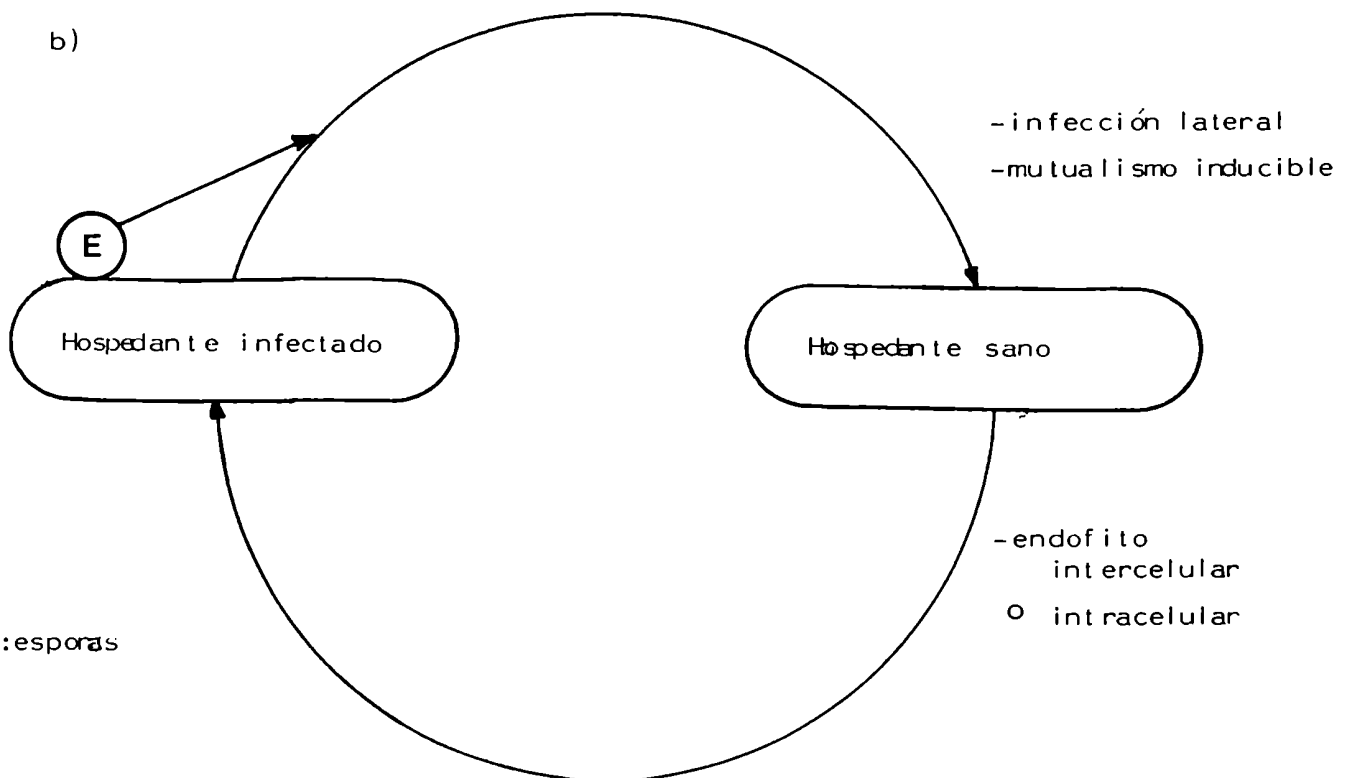 b)
-infección lateral
-mutualismo inducible
E
Hospedante infectado
Hospedante sano
-endofito
intercelular
O intracelular
:esporas